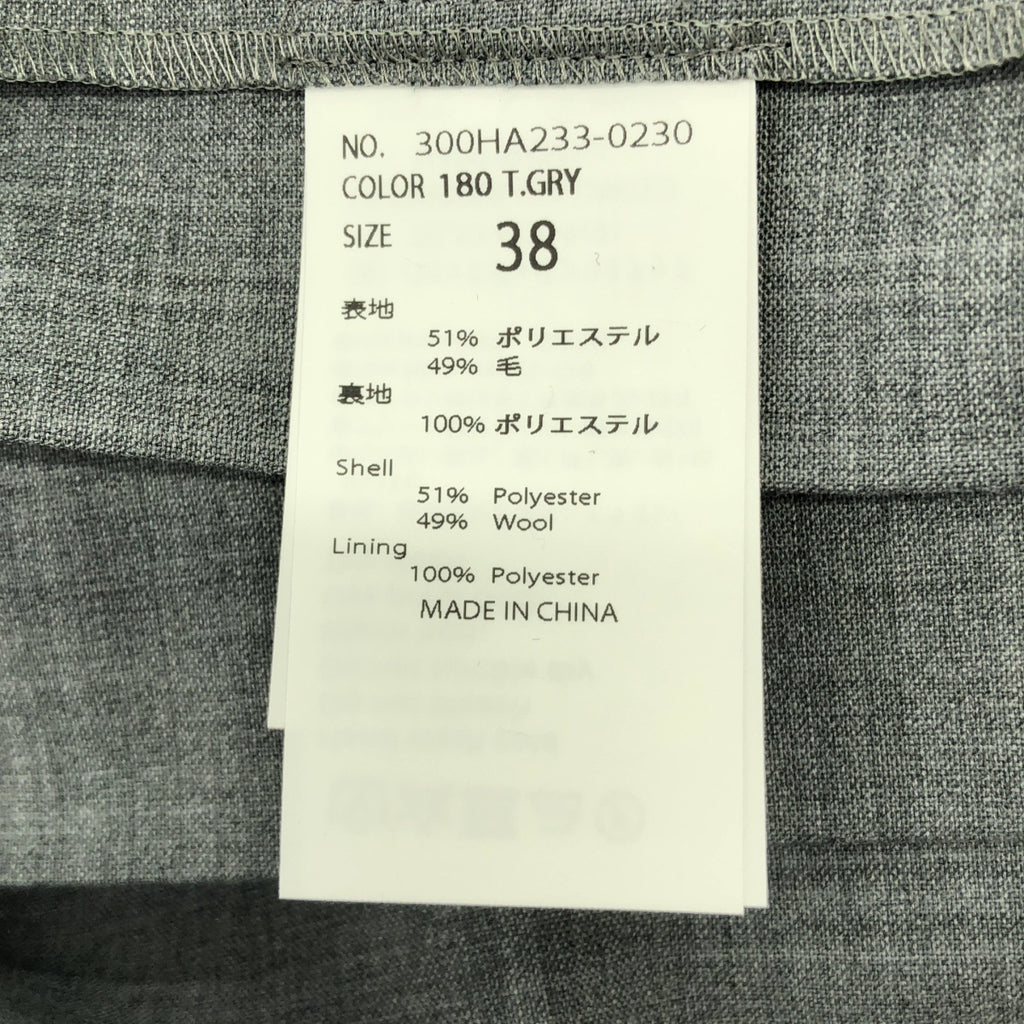 NO. 300HA233-0230
COLOR 180 T.GRY
SIZE 38
表地
51% ポリエステル
49% 毛
裏地
100% ポリエステル
Shell
51% Polyester
49% Wool
Lining
100% Polyester
MADE IN CHINA